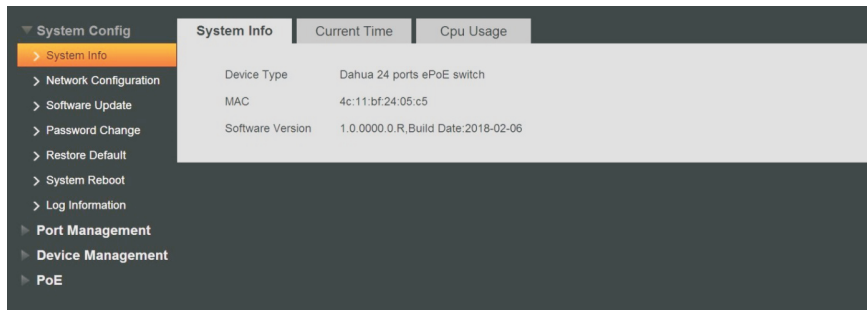 System Config
System Info
Network Configuration
Software Update
Password Change
Restore Default
System Reboot
Log Information
Port Management
Device Management
PoE
System Info Current Time Cpu Usage
Device Type Dahua 24 ports ePoE switch
MAC 4c:11:bf:24:05:c5
Software Version 1.0.0000.0.R,Build Date:2018-02-06